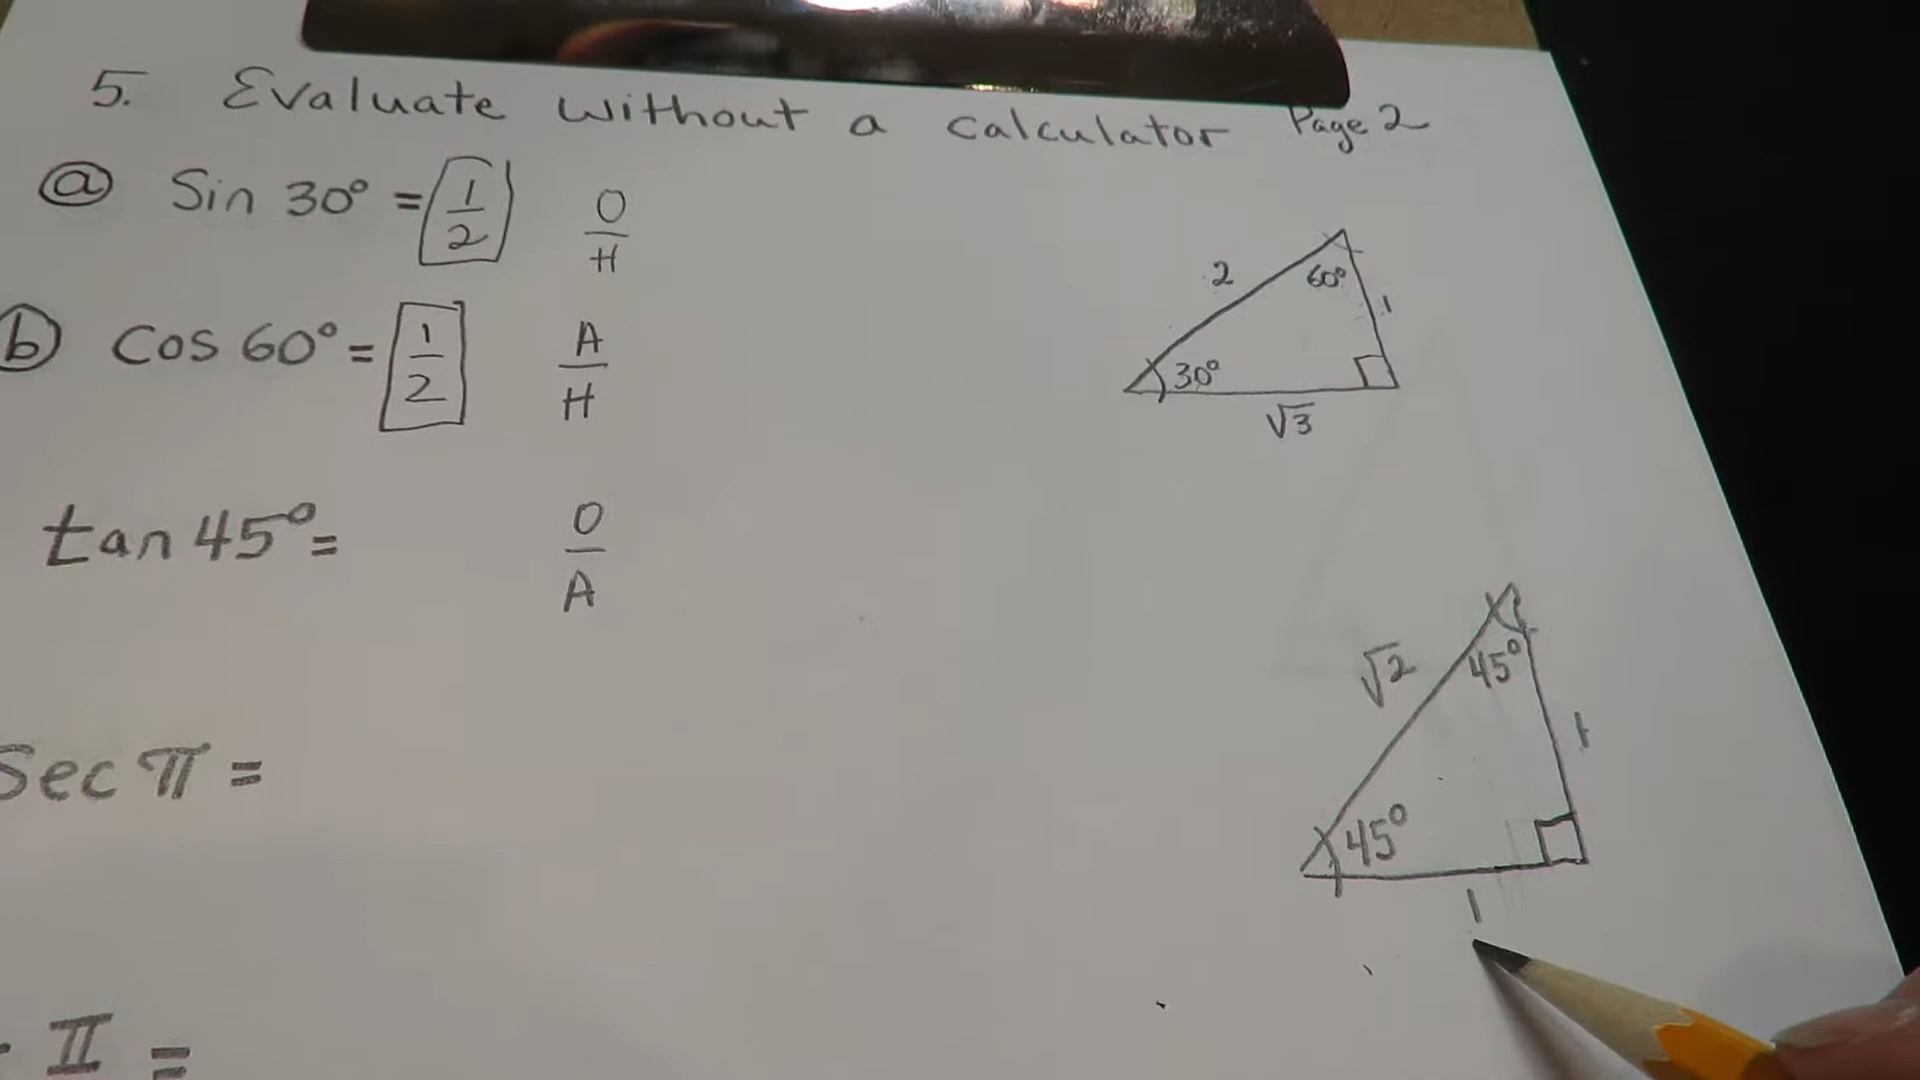 5. Evaluate without a calculator Page 2
ⓐ Sin 30° = 1/2 O/H
ⓑ Cos 60° = 1/2 A/H
2
60°
1
30°
√3
tan 45° = O/A
√2
45°
1
45°
1
Sec π =
π =